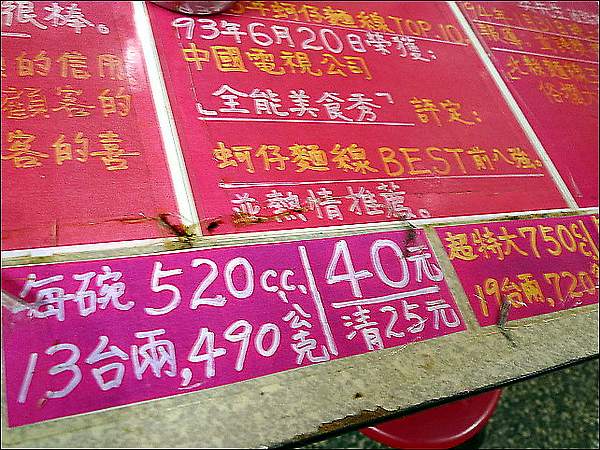 很棒。
的信用
顧客的
客的喜
蚵仔麵線TOP10
93年6月20日榮獲:
中國電視公司
「全能美食秀」評定:
蚵仔麵線BEST前八強。
並熱情推薦。
每碗520cc,
13台兩,490公克
40元
清25元
超特大750
19台兩,720